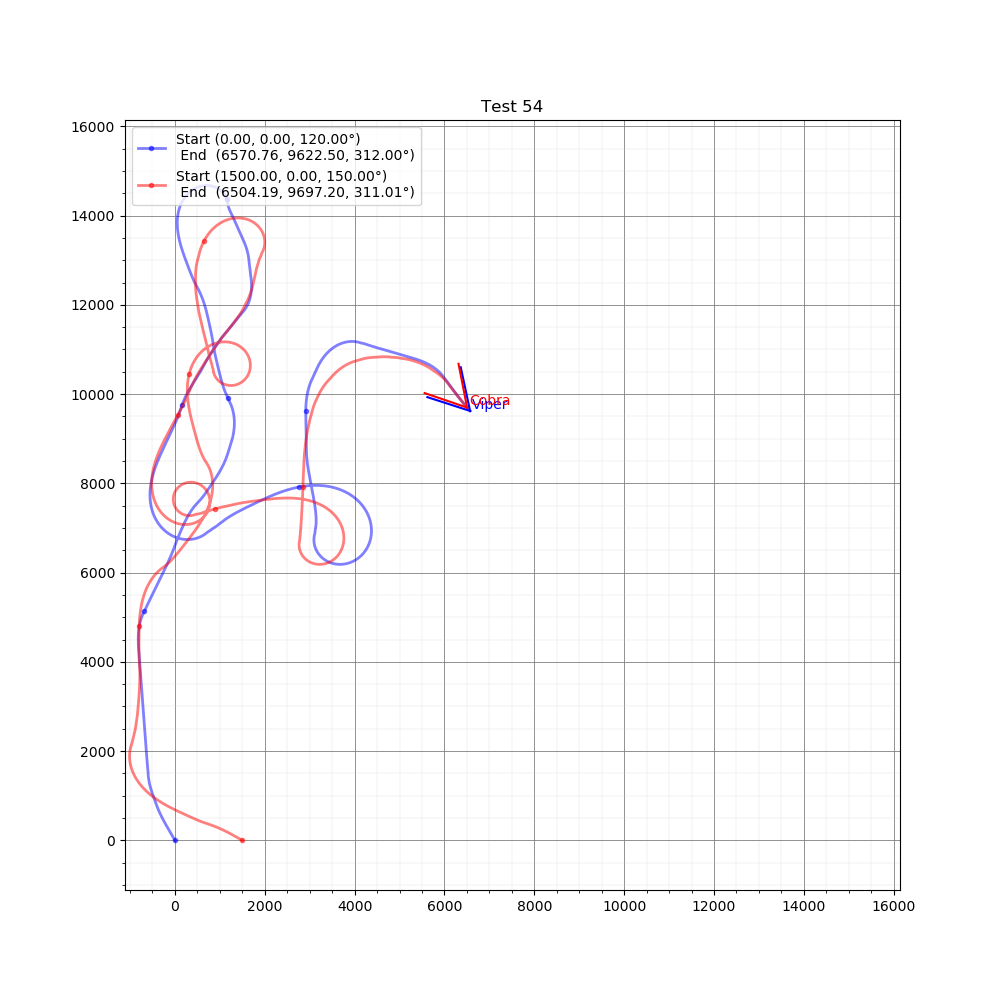 Test 54
16000
14000
12000
10000
8000
6000
4000
2000
0
Start (0.00, 0.00, 120.00°)
End (6570.76, 9622.50, 312.00°)
Start (1500.00, 0.00, 150.00°)
End (6504.19, 9697.20, 311.01°)
Cobra
Viper
0 2000 4000 6000 8000 10000 12000 14000 16000